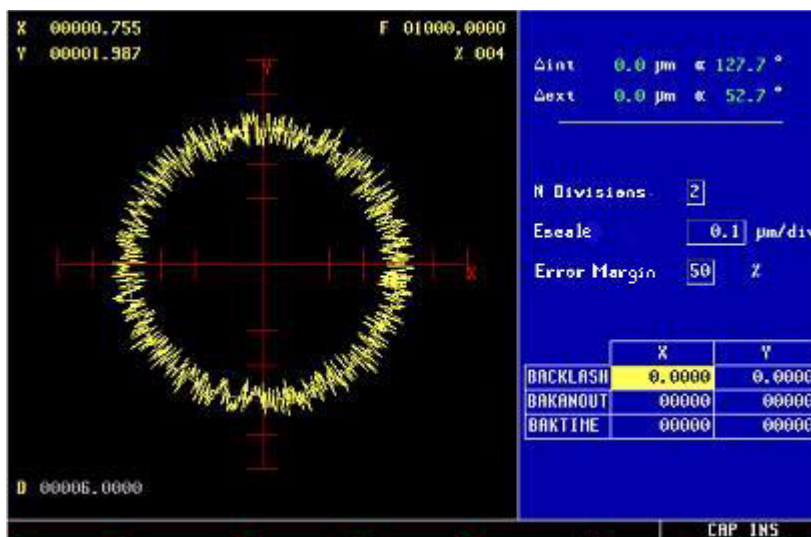 X 00000.755
Y 00001.987
F 01000.0000
% 004
Y
X
D 00006.0000
Δint 0.0 µm α 127.7 °
Δext 0.0 µm α 52.7 °
N Divisions 2
Escale 0.1 µm/div
Error Margin 50 %
X Y
BACKLASH 0.0000 0.0000
BAKANOUT 00000 00000
BAKTIME 00000 00000
CAP INS